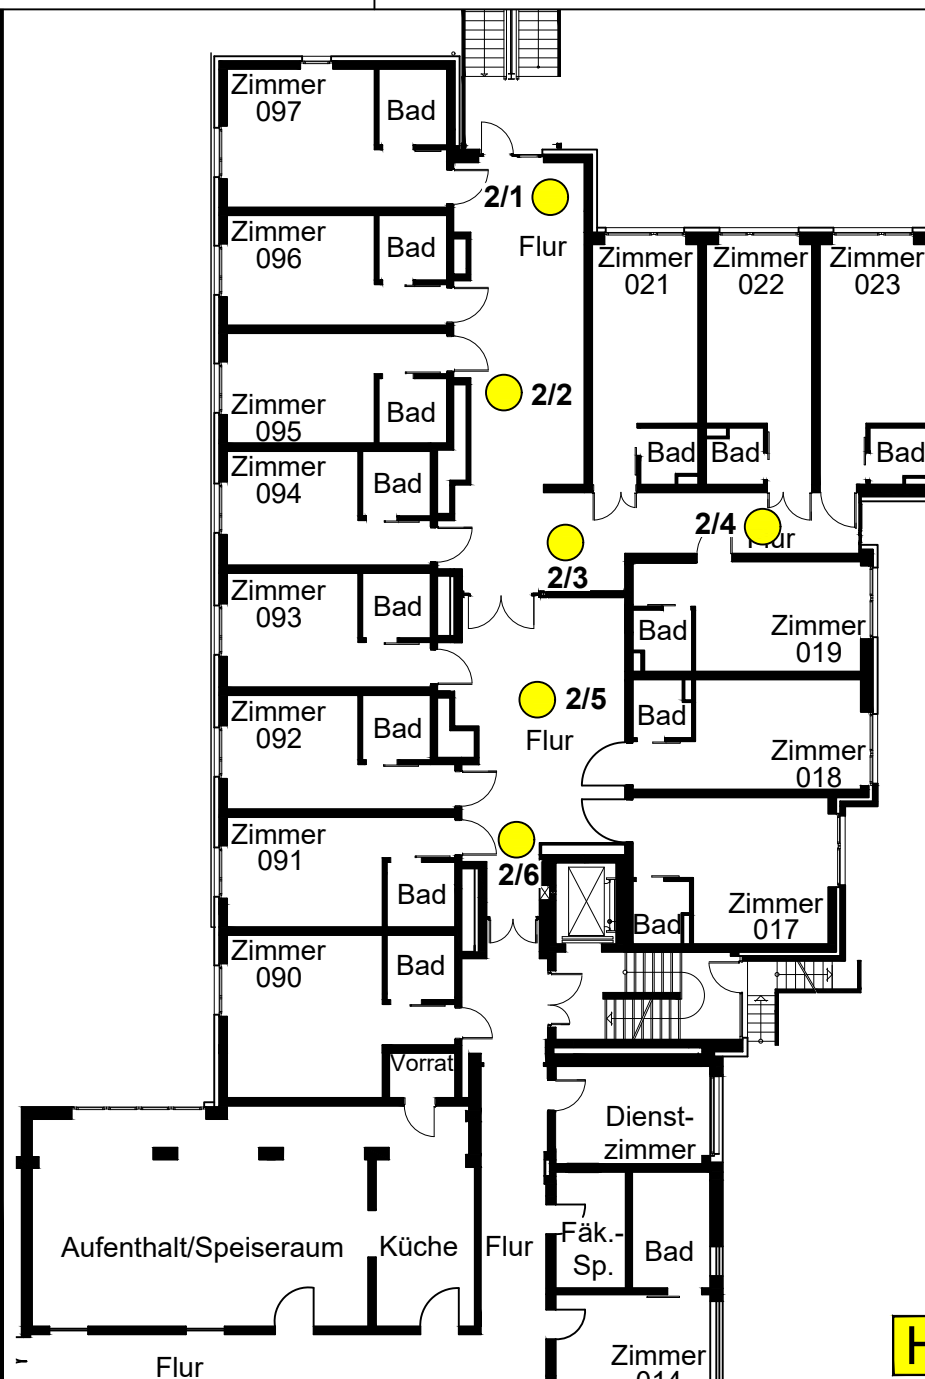 Zimmer
097
Bad
2/1
Flur
Zimmer
096
Bad
Zimmer
021
Zimmer
022
Zimmer
023
Zimmer
095
Bad
2/2
Bad
Bad
Bad
Zimmer
094
Bad
2/4
2/3
Zimmer
093
Bad
Bad
Zimmer
019
Zimmer
092
Bad
2/5
Flur
Bad
Zimmer
018
Zimmer
091
Bad
2/6
Zimmer
017
Bad
Zimmer
090
Bad
Vorrat
Dienst-
zimmer
Aufenthalt/Speiseraum
Küche
Flur
Fäk.-
Sp.
Bad
H
Zimmer
014
Flur